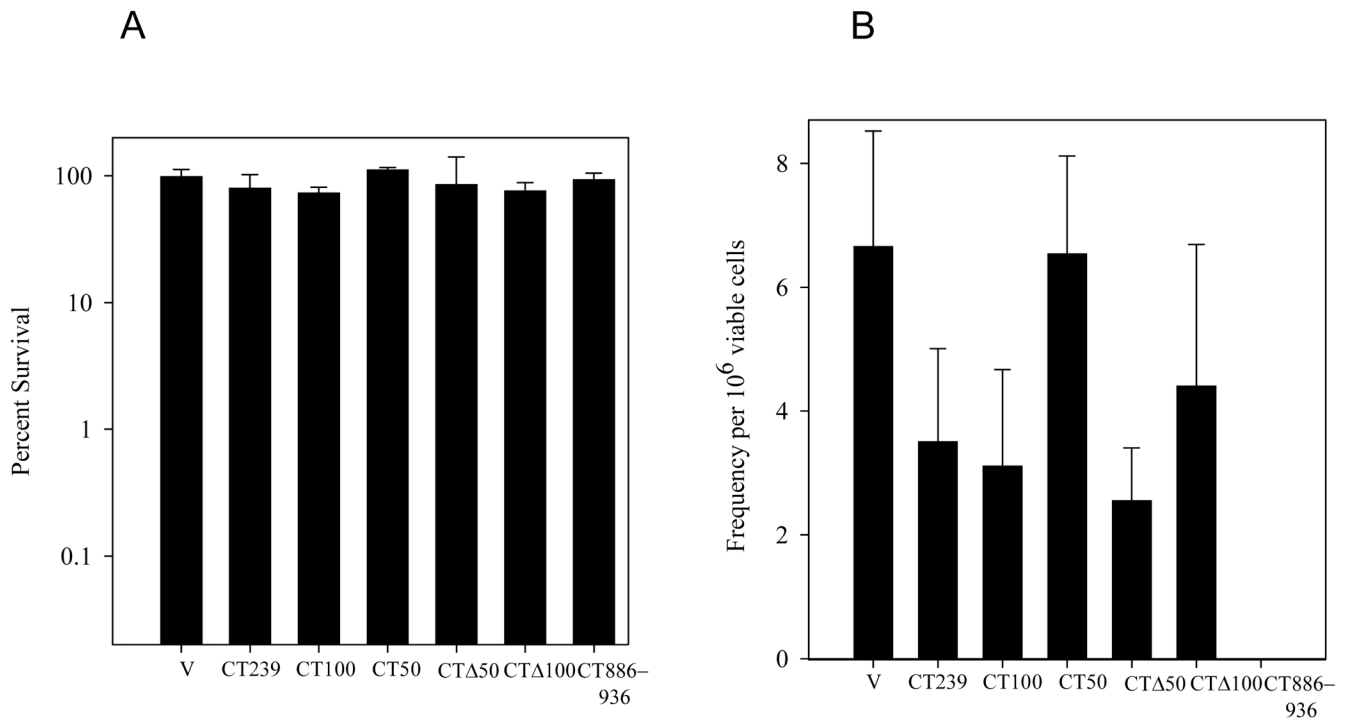 A
B
Percent Survival
100
10
1
0.1
V CT239 CT100 CT50 CTΔ50 CTΔ100 CT886–
936
Frequency per 10⁶ viable cells
8
6
4
2
0
V CT239 CT100 CT50 CTΔ50 CTΔ100 CT886–
936